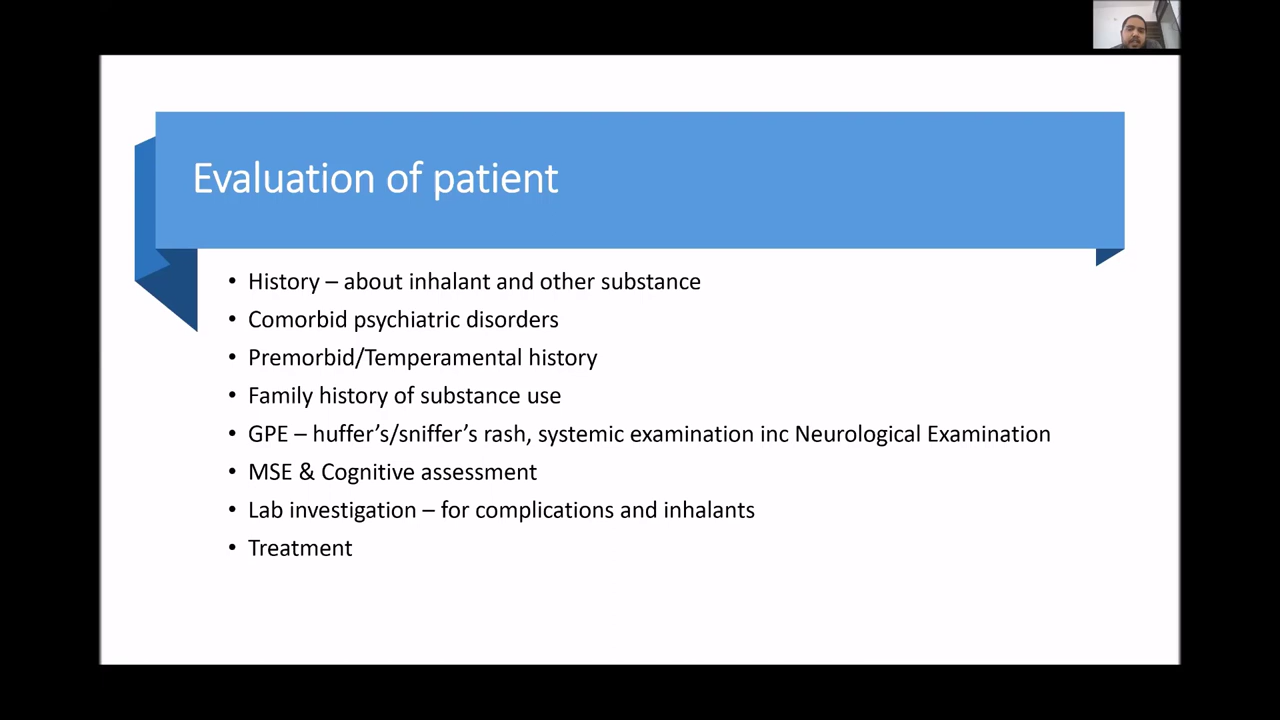 Evaluation of patient
• History – about inhalant and other substance
• Comorbid psychiatric disorders
• Premorbid/Temperamental history
• Family history of substance use
• GPE – huffer’s/sniffer’s rash, systemic examination inc Neurological Examination
• MSE & Cognitive assessment
• Lab investigation – for complications and inhalants
• Treatment